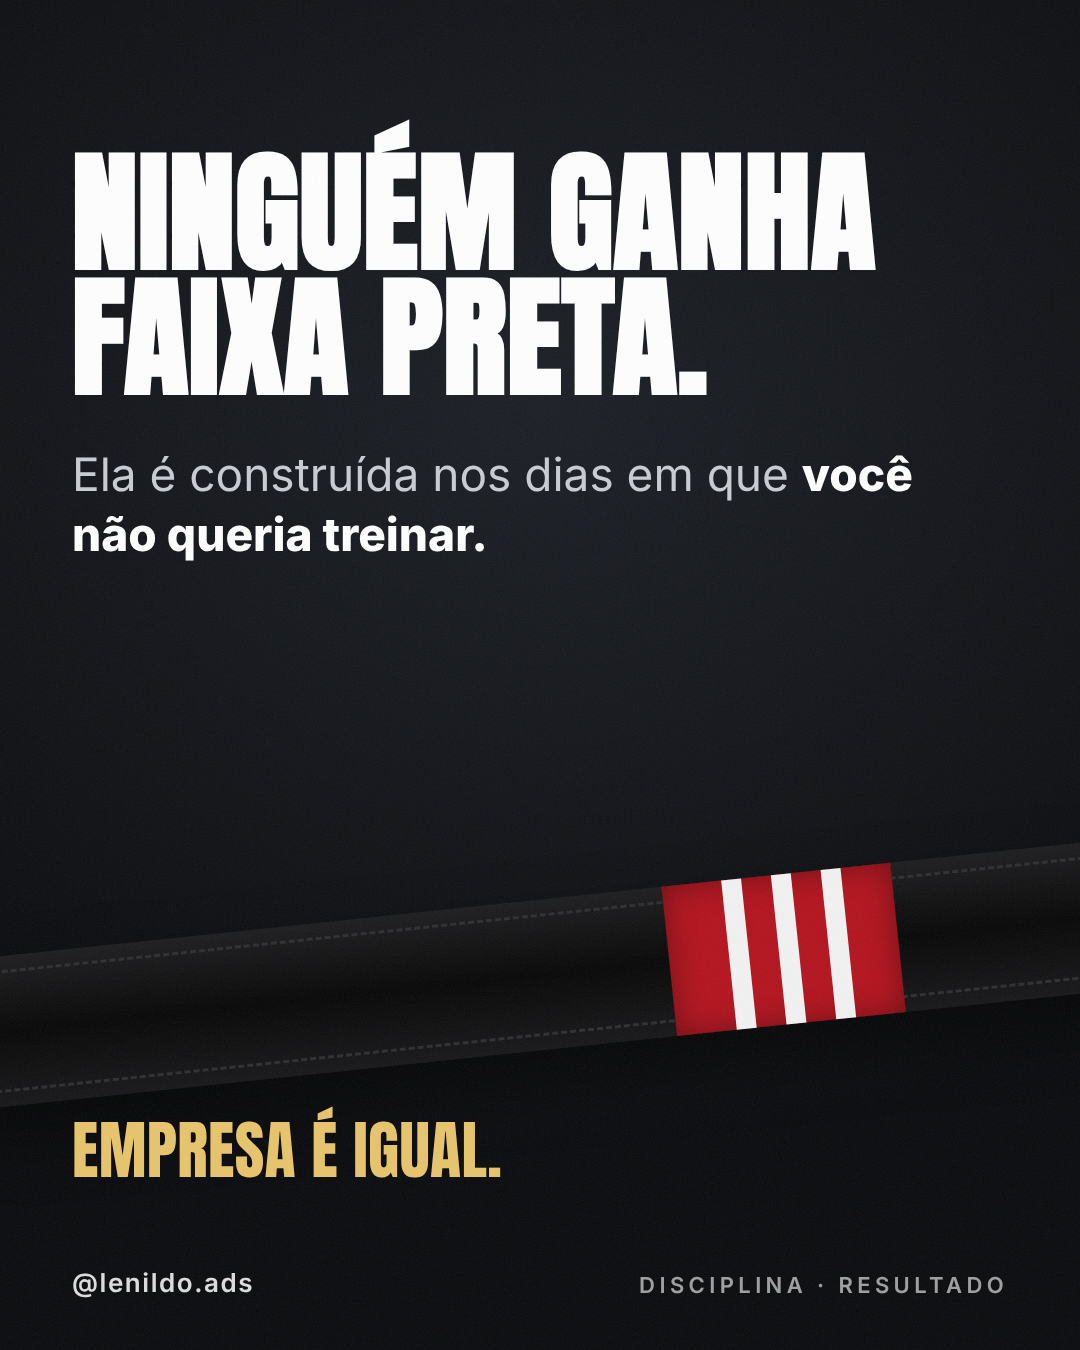 NINGUÉM GANHA
FAIXA PRETA.
Ela é construída nos dias em que você
não queria treinar.
EMPRESA É IGUAL.
@lenildo.ads
DISCIPLINA · RESULTADO